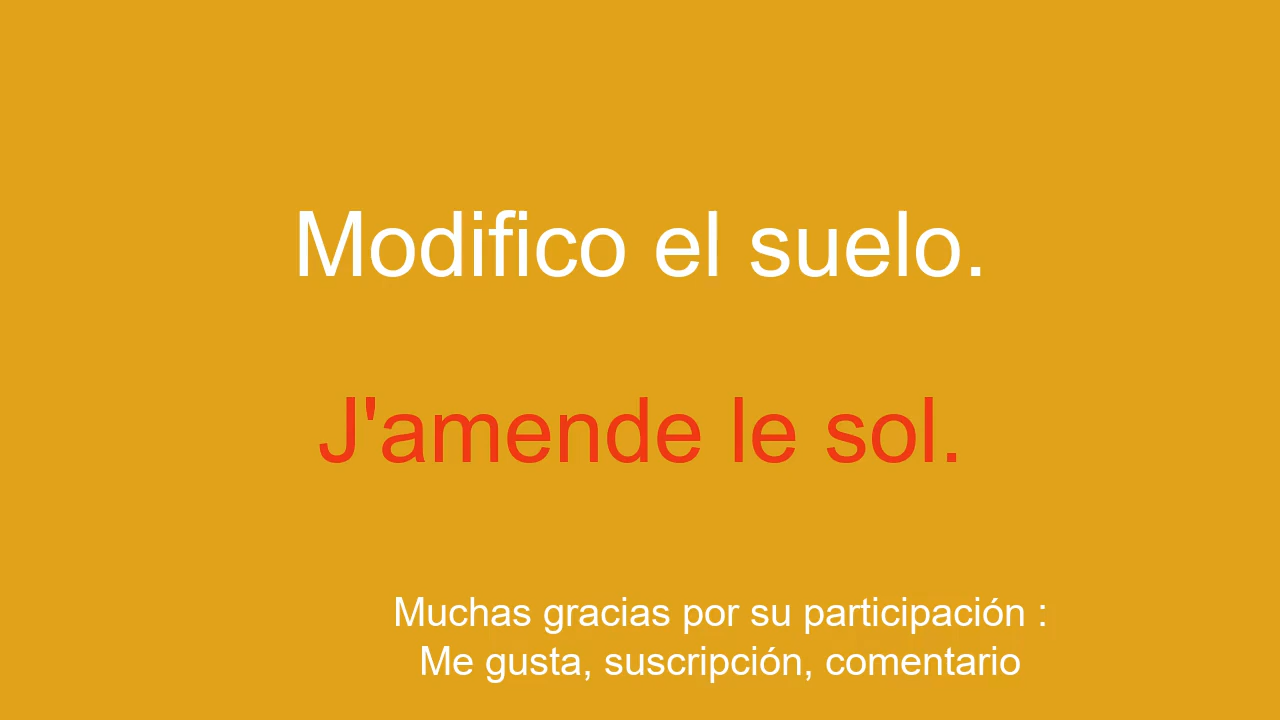 Modifico el suelo.
J'amende le sol.
Muchas gracias por su participación :
Me gusta, suscripción, comentario